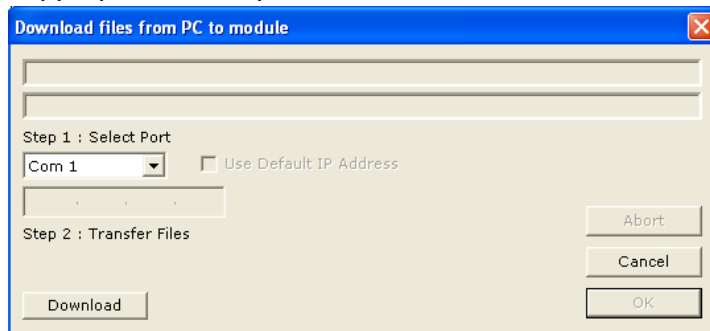 Download files from PC to module
Step 1 : Select Port
Com 1
Use Default IP Address
. . .
Abort
Step 2 : Transfer Files
Cancel
Download
OK